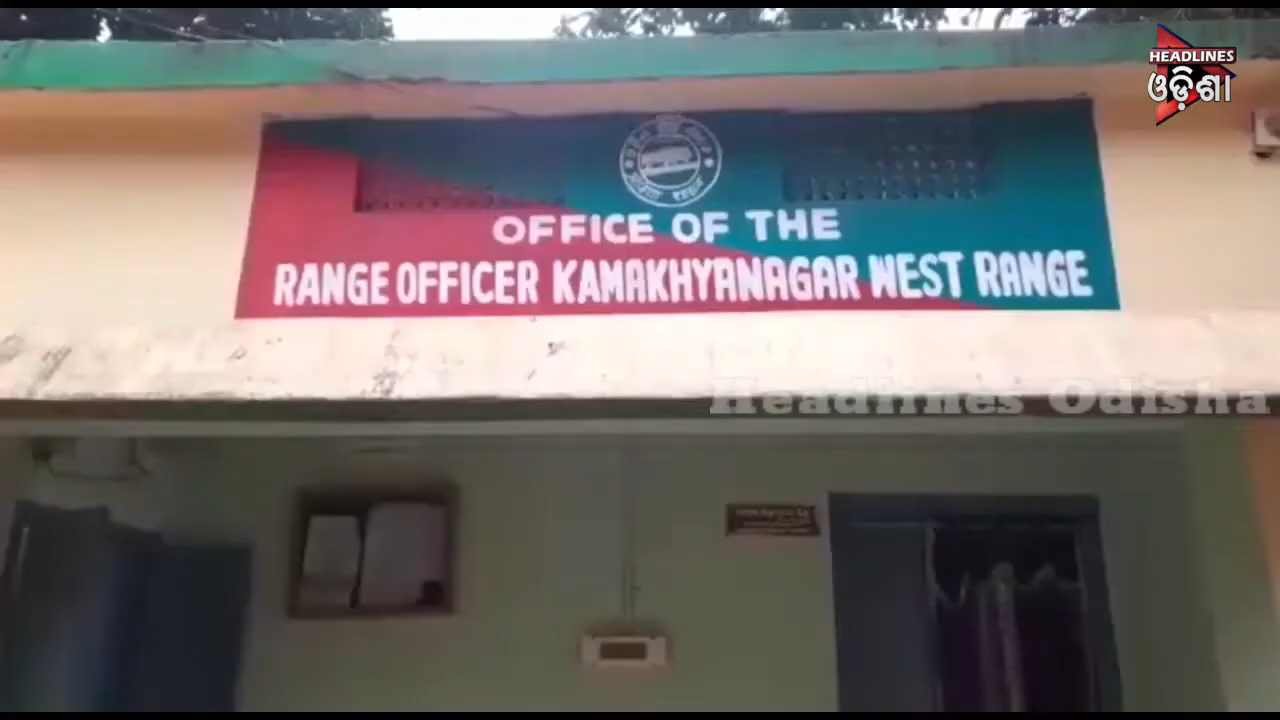 HEADLINES
ଓଡ଼ିଶା
OFFICE OF THE
RANGE OFFICER KAMAKHYANAGAR WEST RANGE
Headlines Odisha